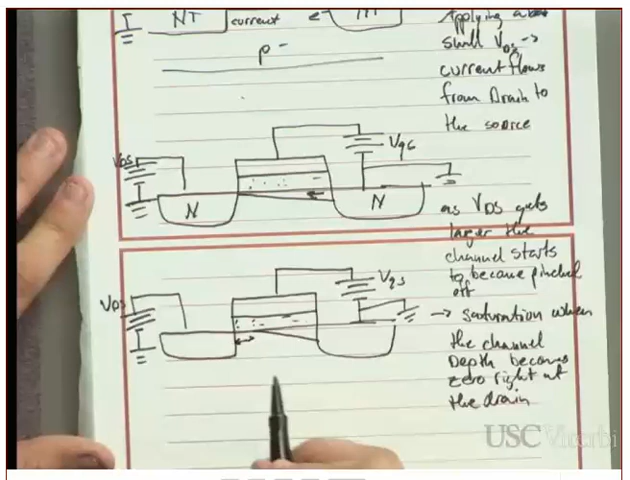 N+
current
e-
p-
Applying a
small VDS →
current flows
from Drain to
the source
VDS
Vgs
N
N
as VDS gets
larger the
channel starts
to become pinched
off
VDS
Vgs
→ saturation when
the channel
Depth becomes
zero right at
the drain
USC Viterbi